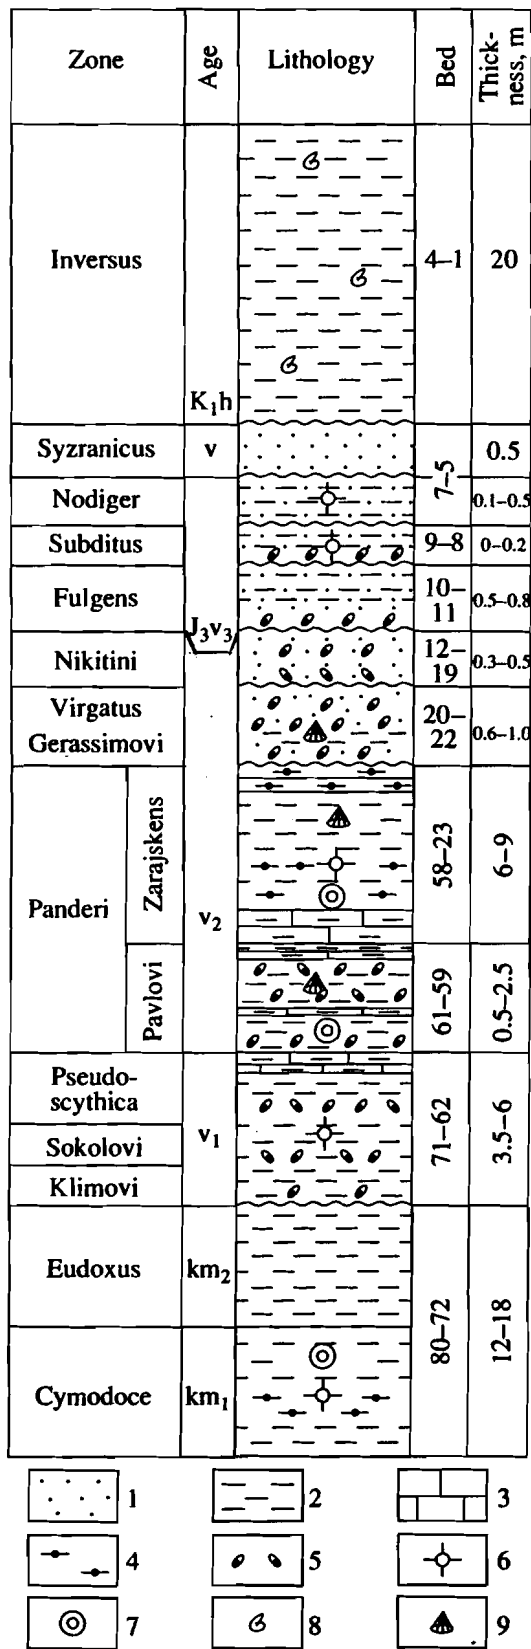 Zone
Age
Lithology
Bed
Thick-
ness, m
Inversus
K₁h
4–1
20
Syzranicus
v
7–5
0.5
Nodiger
0.1–0.5
Subditus
9–8
0–0.2
Fulgens
J₃v₃
10–
11
0.5–0.8
Nikitini
12–
19
0.3–0.5
Virgatus
Gerassimovi
20–
22
0.6–1.0
Panderi
Zarajskens
v₂
58–23
6–9
Pavlovi
61–59
0.5–2.5
Pseudo-
scythica
Sokolovi
Klimovi
v₁
71–62
3.5–6
Eudoxus
km₂
80–72
12–18
Cymodoce
km₁
1
2
3
4
5
6
7
8
9